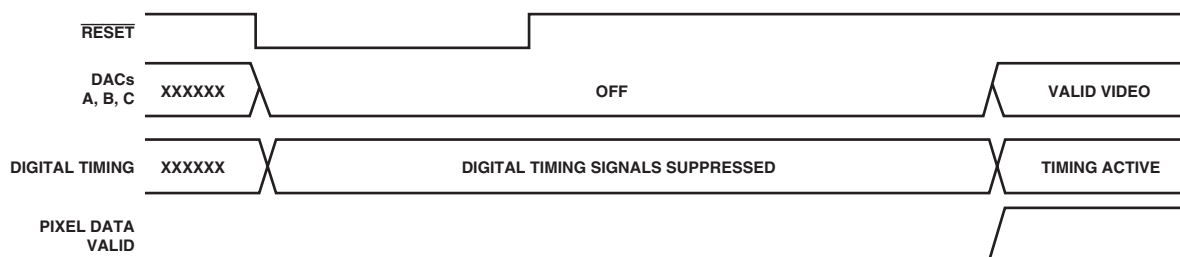 RESET
DACs
A, B, C
XXXXXX
OFF
VALID VIDEO
DIGITAL TIMING
XXXXXX
DIGITAL TIMING SIGNALS SUPPRESSED
TIMING ACTIVE
PIXEL DATA
VALID